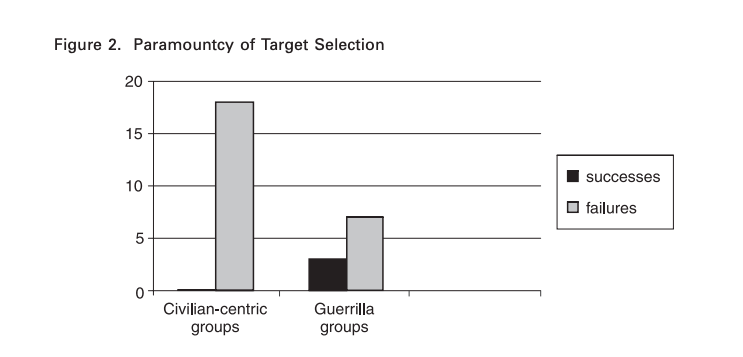 Figure 2. Paramountcy of Target Selection
20
15
10
5
0
Civilian-centric
groups
Guerrilla
groups
successes
failures